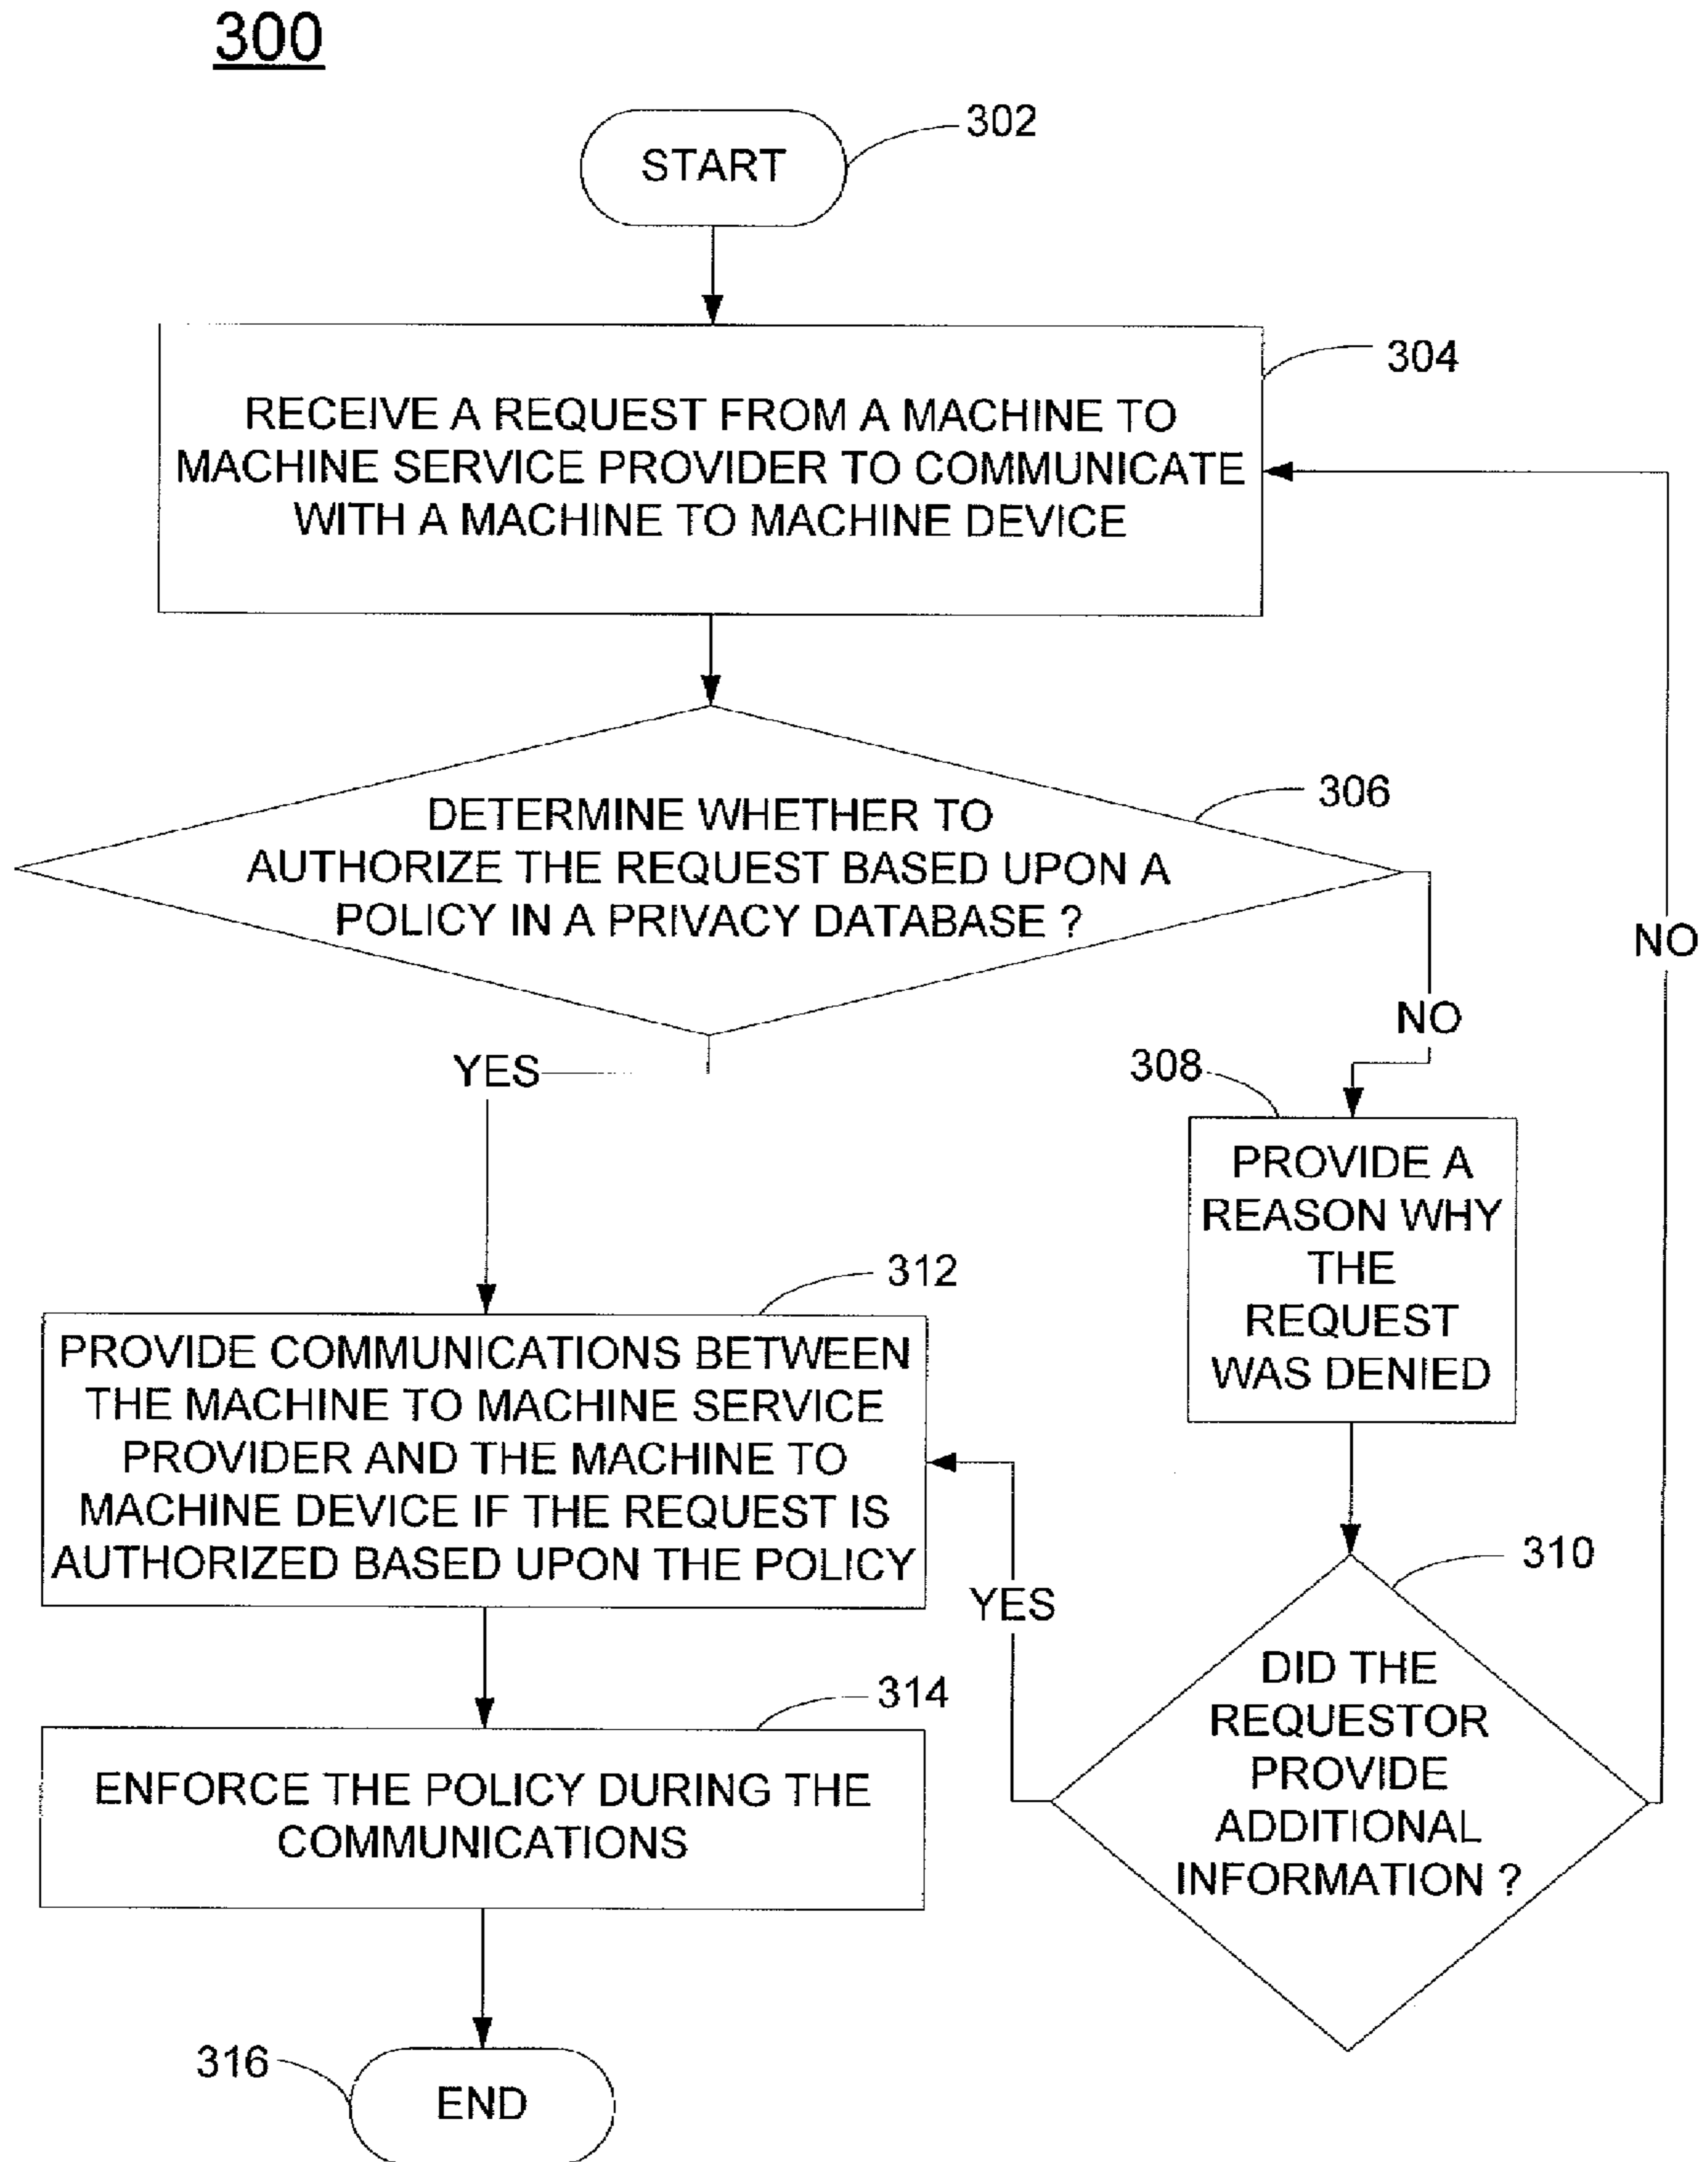 300
START
302
304
RECEIVE A REQUEST FROM A MACHINE TO
MACHINE SERVICE PROVIDER TO COMMUNICATE
WITH A MACHINE TO MACHINE DEVICE
306
DETERMINE WHETHER TO
AUTHORIZE THE REQUEST BASED UPON A
POLICY IN A PRIVACY DATABASE ?
NO
NO
YES
308
PROVIDE A
REASON WHY
THE
REQUEST
WAS DENIED
312
PROVIDE COMMUNICATIONS BETWEEN
THE MACHINE TO MACHINE SERVICE
PROVIDER AND THE MACHINE TO
MACHINE DEVICE IF THE REQUEST IS
AUTHORIZED BASED UPON THE POLICY
YES
310
DID THE
REQUESTOR
PROVIDE
ADDITIONAL
INFORMATION ?
314
ENFORCE THE POLICY DURING THE
COMMUNICATIONS
316
END